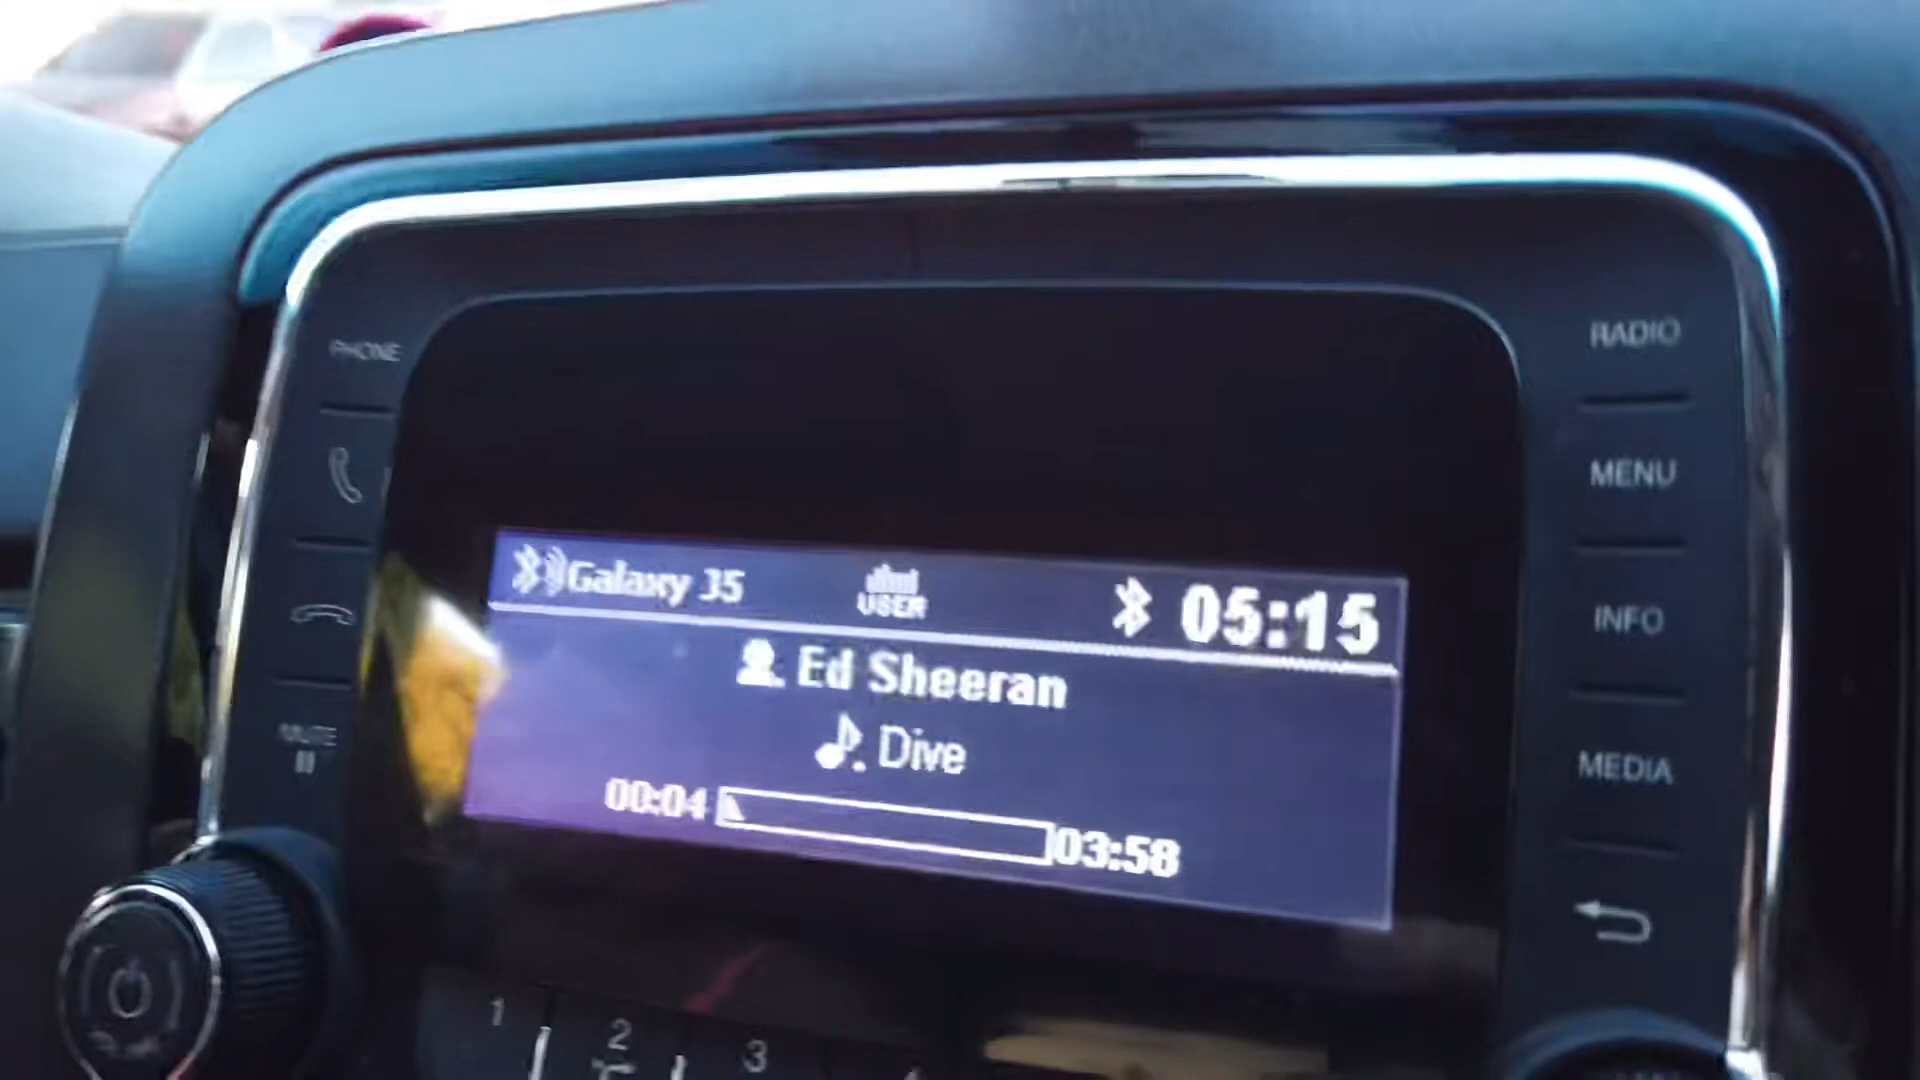 PHONE
RADIO
MENU
INFO
MEDIA
MUTE
Galaxy J5
USER
05:15
Ed Sheeran
Dive
00:04
03:58
1
2
3